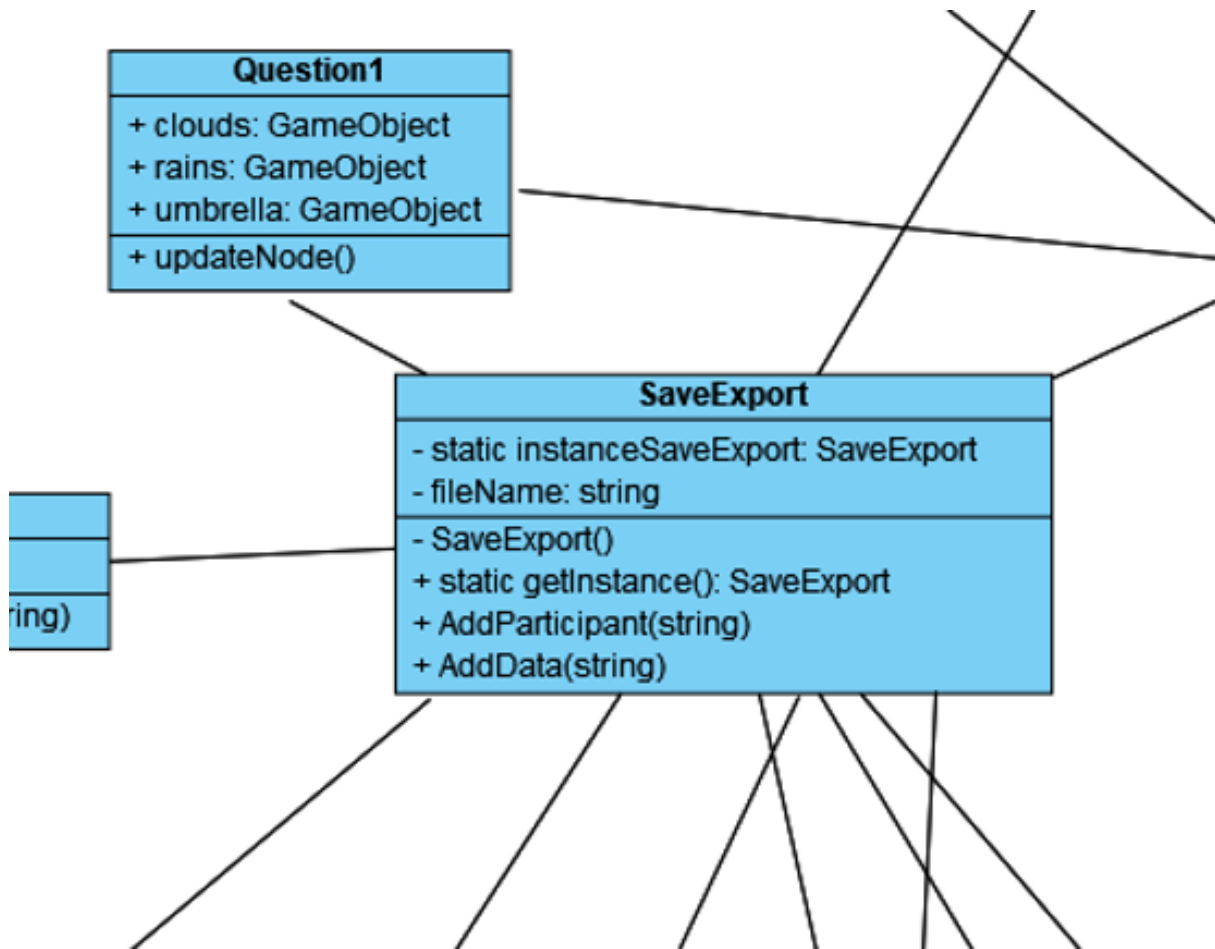 Question1
+ clouds: GameObject
+ rains: GameObject
+ umbrella: GameObject
+ updateNode()
SaveExport
- static instanceSaveExport: SaveExport
- fileName: string
- SaveExport()
+ static getInstance(): SaveExport
+ AddParticipant(string)
+ AddData(string)
ring)